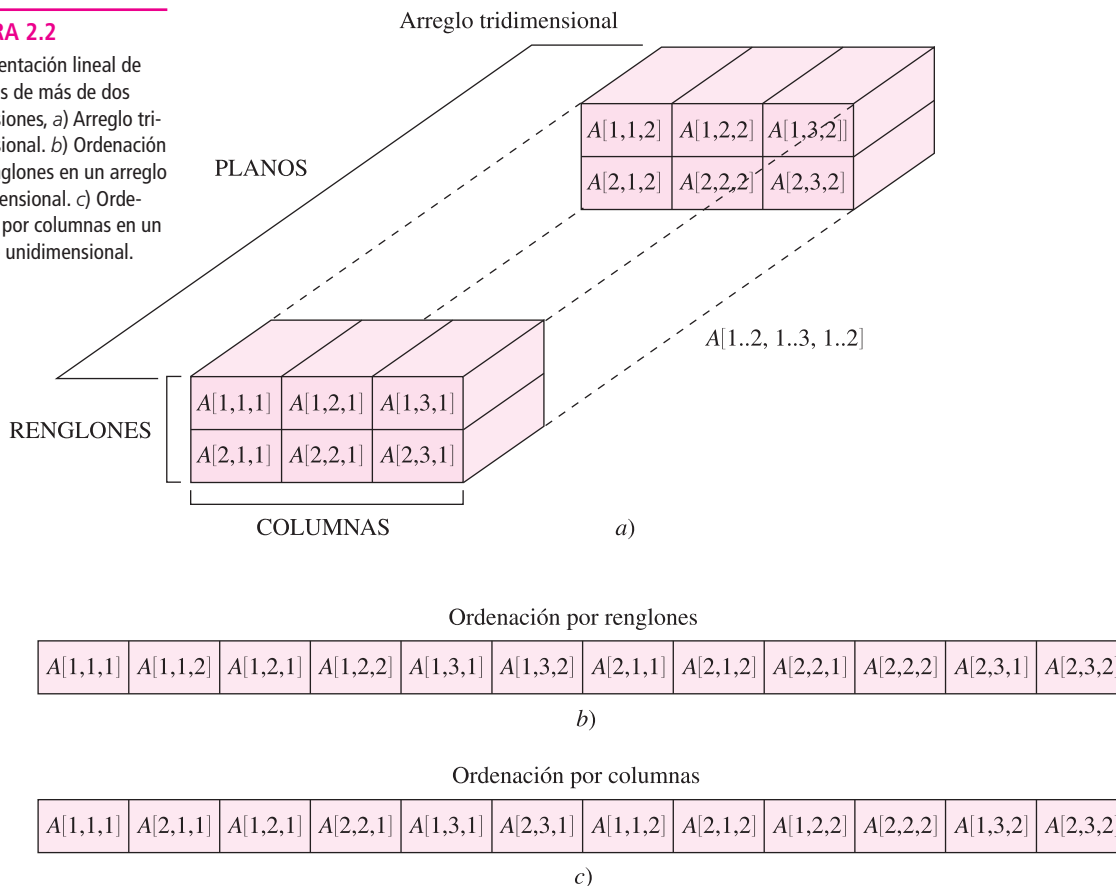 RA 2.2
entación lineal de
s de más de dos
siones, a) Arreglo tri-
sional. b) Ordenación
nglones en un arreglo
ensional. c) Orde-
por columnas en un
unidimensional.
Arreglo tridimensional
PLANOS
A[1,1,2] A[1,2,2] A[1,3,2]]
A[2,1,2] A[2,2,2] A[2,3,2]
A[1..2, 1..3, 1..2]
RENGLONES
A[1,1,1] A[1,2,1] A[1,3,1]
A[2,1,1] A[2,2,1] A[2,3,1]
COLUMNAS
a)
Ordenación por renglones
A[1,1,1] A[1,1,2] A[1,2,1] A[1,2,2] A[1,3,1] A[1,3,2] A[2,1,1] A[2,1,2] A[2,2,1] A[2,2,2] A[2,3,1] A[2,3,2]
b)
Ordenación por columnas
A[1,1,1] A[2,1,1] A[1,2,1] A[2,2,1] A[1,3,1] A[2,3,1] A[1,1,2] A[2,1,2] A[1,2,2] A[2,2,2] A[1,3,2] A[2,3,2]
c)